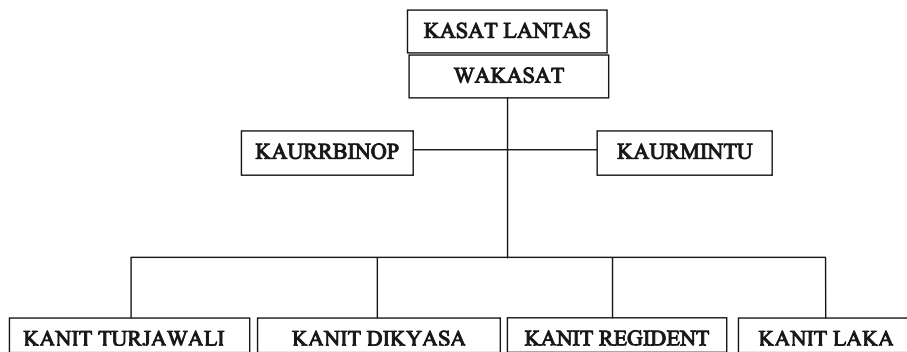 KASAT LANTAS
WAKASAT
KAURRBINOP
KAURMINTU
KANIT TURJAWALI
KANIT DIKYASA
KANIT REGIDENT
KANIT LAKA